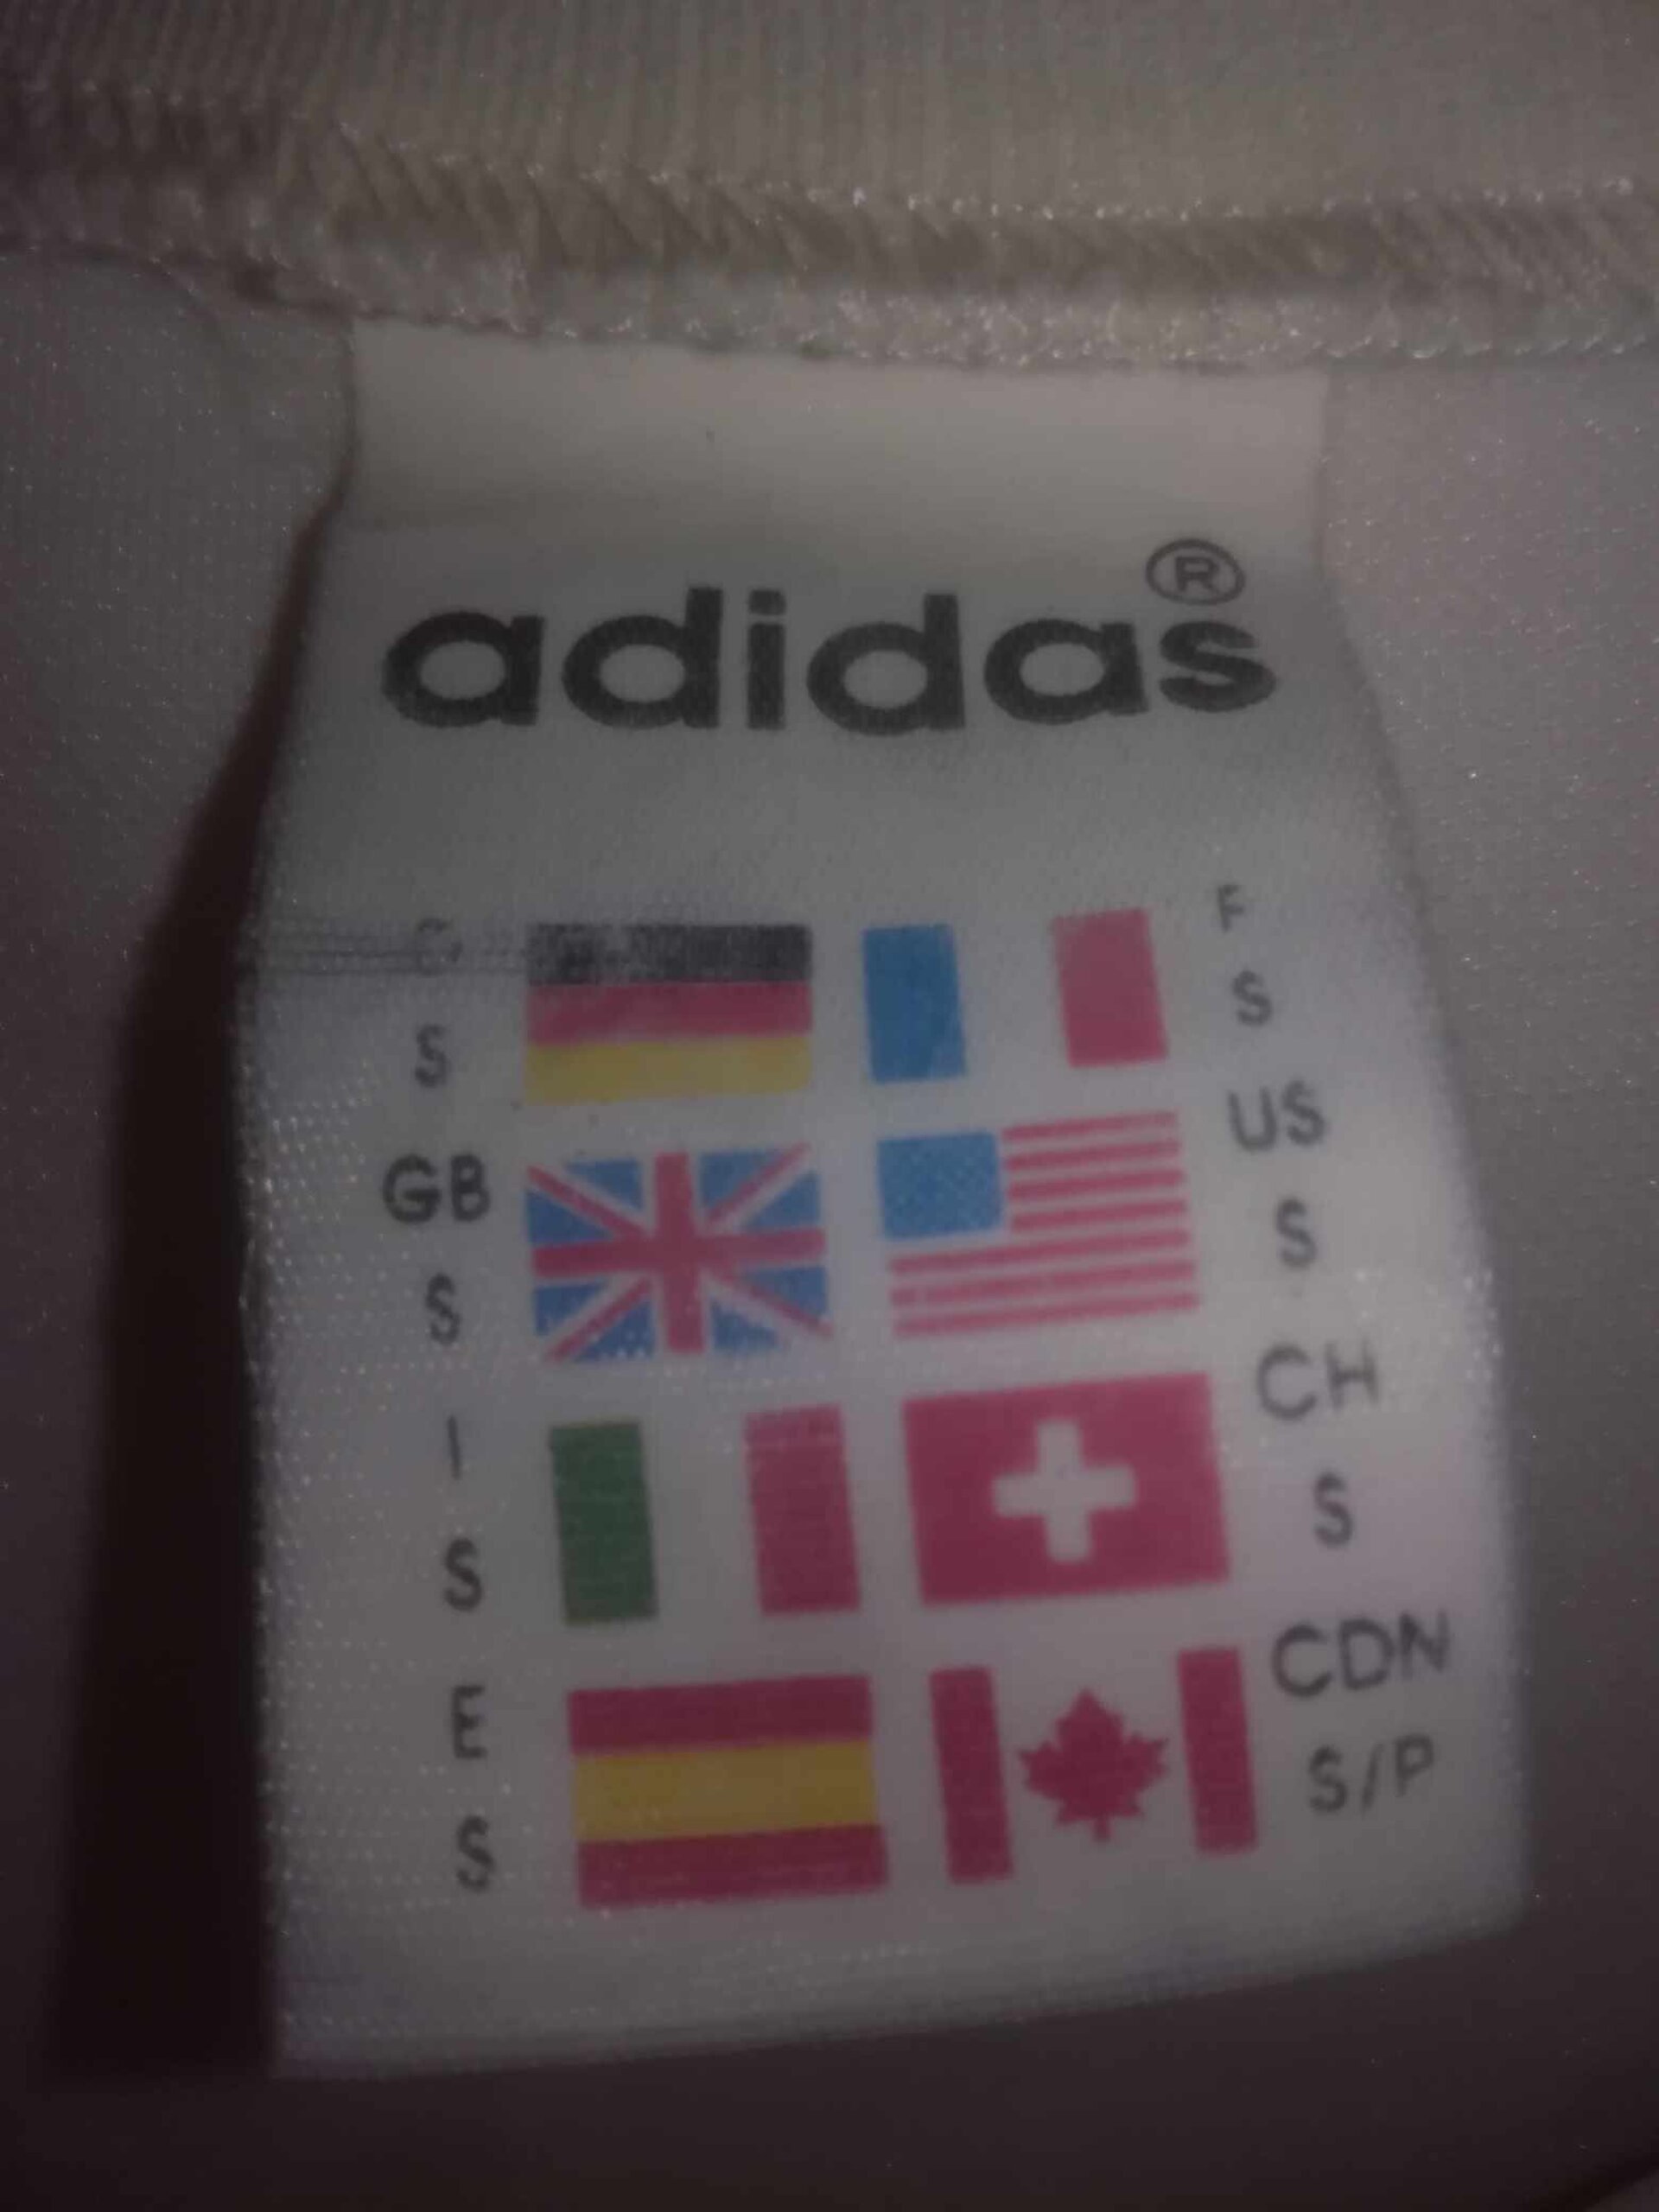 adidas®
F
S S
GB US
S S
I CH
S S
E CDN
S S/P